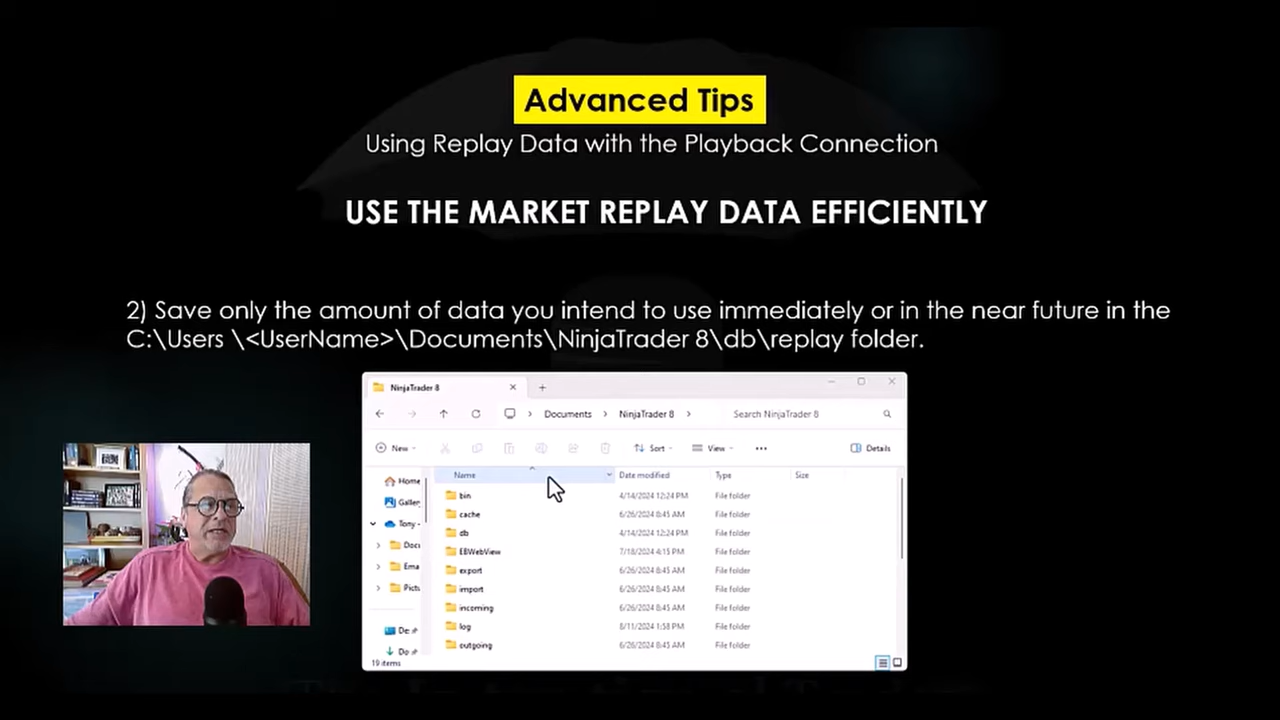 Advanced Tips
Using Replay Data with the Playback Connection
USE THE MARKET REPLAY DATA EFFICIENTLY
2) Save only the amount of data you intend to use immediately or in the near future in the
C:\Users \<UserName>\Documents\NinjaTrader 8\db\replay folder.
NinjaTrader 8
Documents > NinjaTrader 8 > Search NinjaTrader 8
New Sort View Details
Name Date modified Type Size
Home
bin 4/14/2024 12:24 PM File folder
Gallery
cache 6/26/2024 8:45 AM File folder
Tony -
db 4/14/2024 12:24 PM File folder
Docu
EBWebView 7/18/2024 4:15 PM File folder
Ema
export 6/26/2024 8:45 AM File folder
Pictu
import 6/26/2024 8:45 AM File folder
incoming 6/26/2024 8:45 AM File folder
De
log 8/11/2024 1:58 PM File folder
Do
outgoing 6/26/2024 8:45 AM File folder
19 items